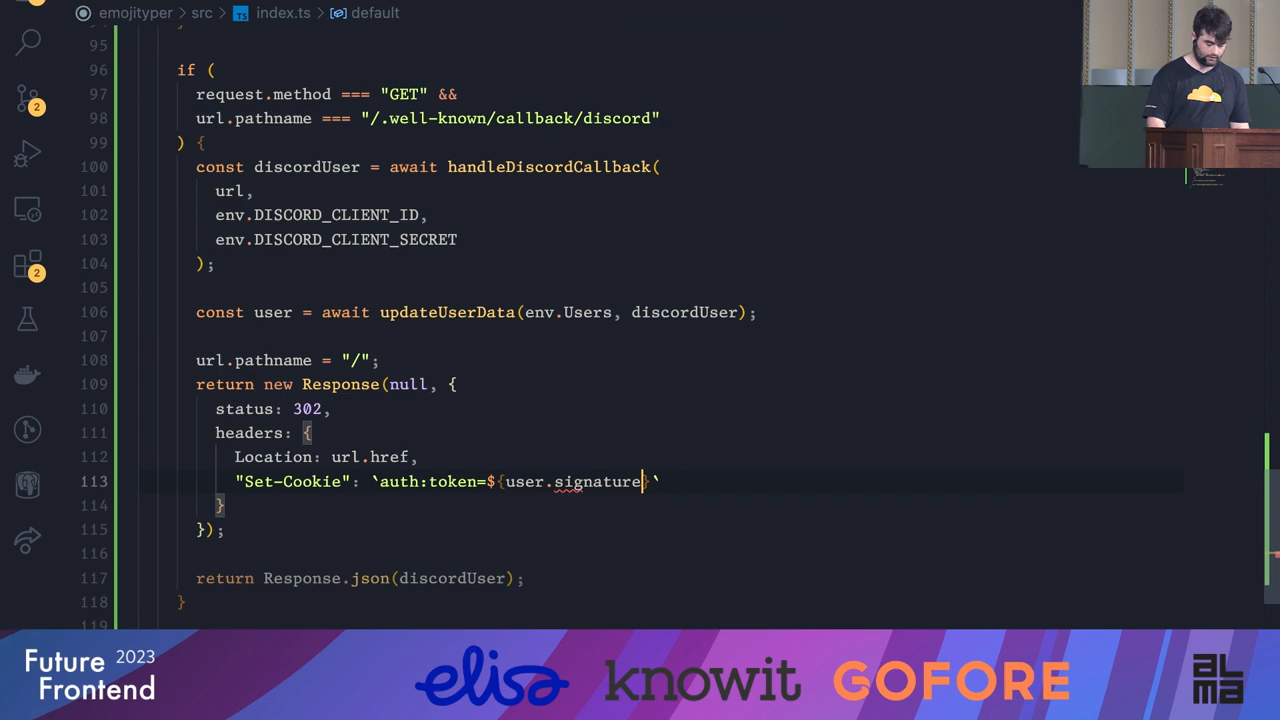 emojityper > src > TS index.ts > default
95
96 if (
97 request.method === "GET" &&
98 url.pathname === "/.well-known/callback/discord"
99 ) {
100 const discordUser = await handleDiscordCallback(
101 url,
102 env.DISCORD_CLIENT_ID,
103 env.DISCORD_CLIENT_SECRET
104 );
105
106 const user = await updateUserData(env.Users, discordUser);
107
108 url.pathname = "/";
109 return new Response(null, {
110 status: 302,
111 headers: {
112 Location: url.href,
113 "Set-Cookie": `auth:token=${user.signature}`
114 }
115 });
116
117 return Response.json(discordUser);
118 }
119
2
2
Future 2023
Frontend
elisa
knowit
GOFORE
ALMA